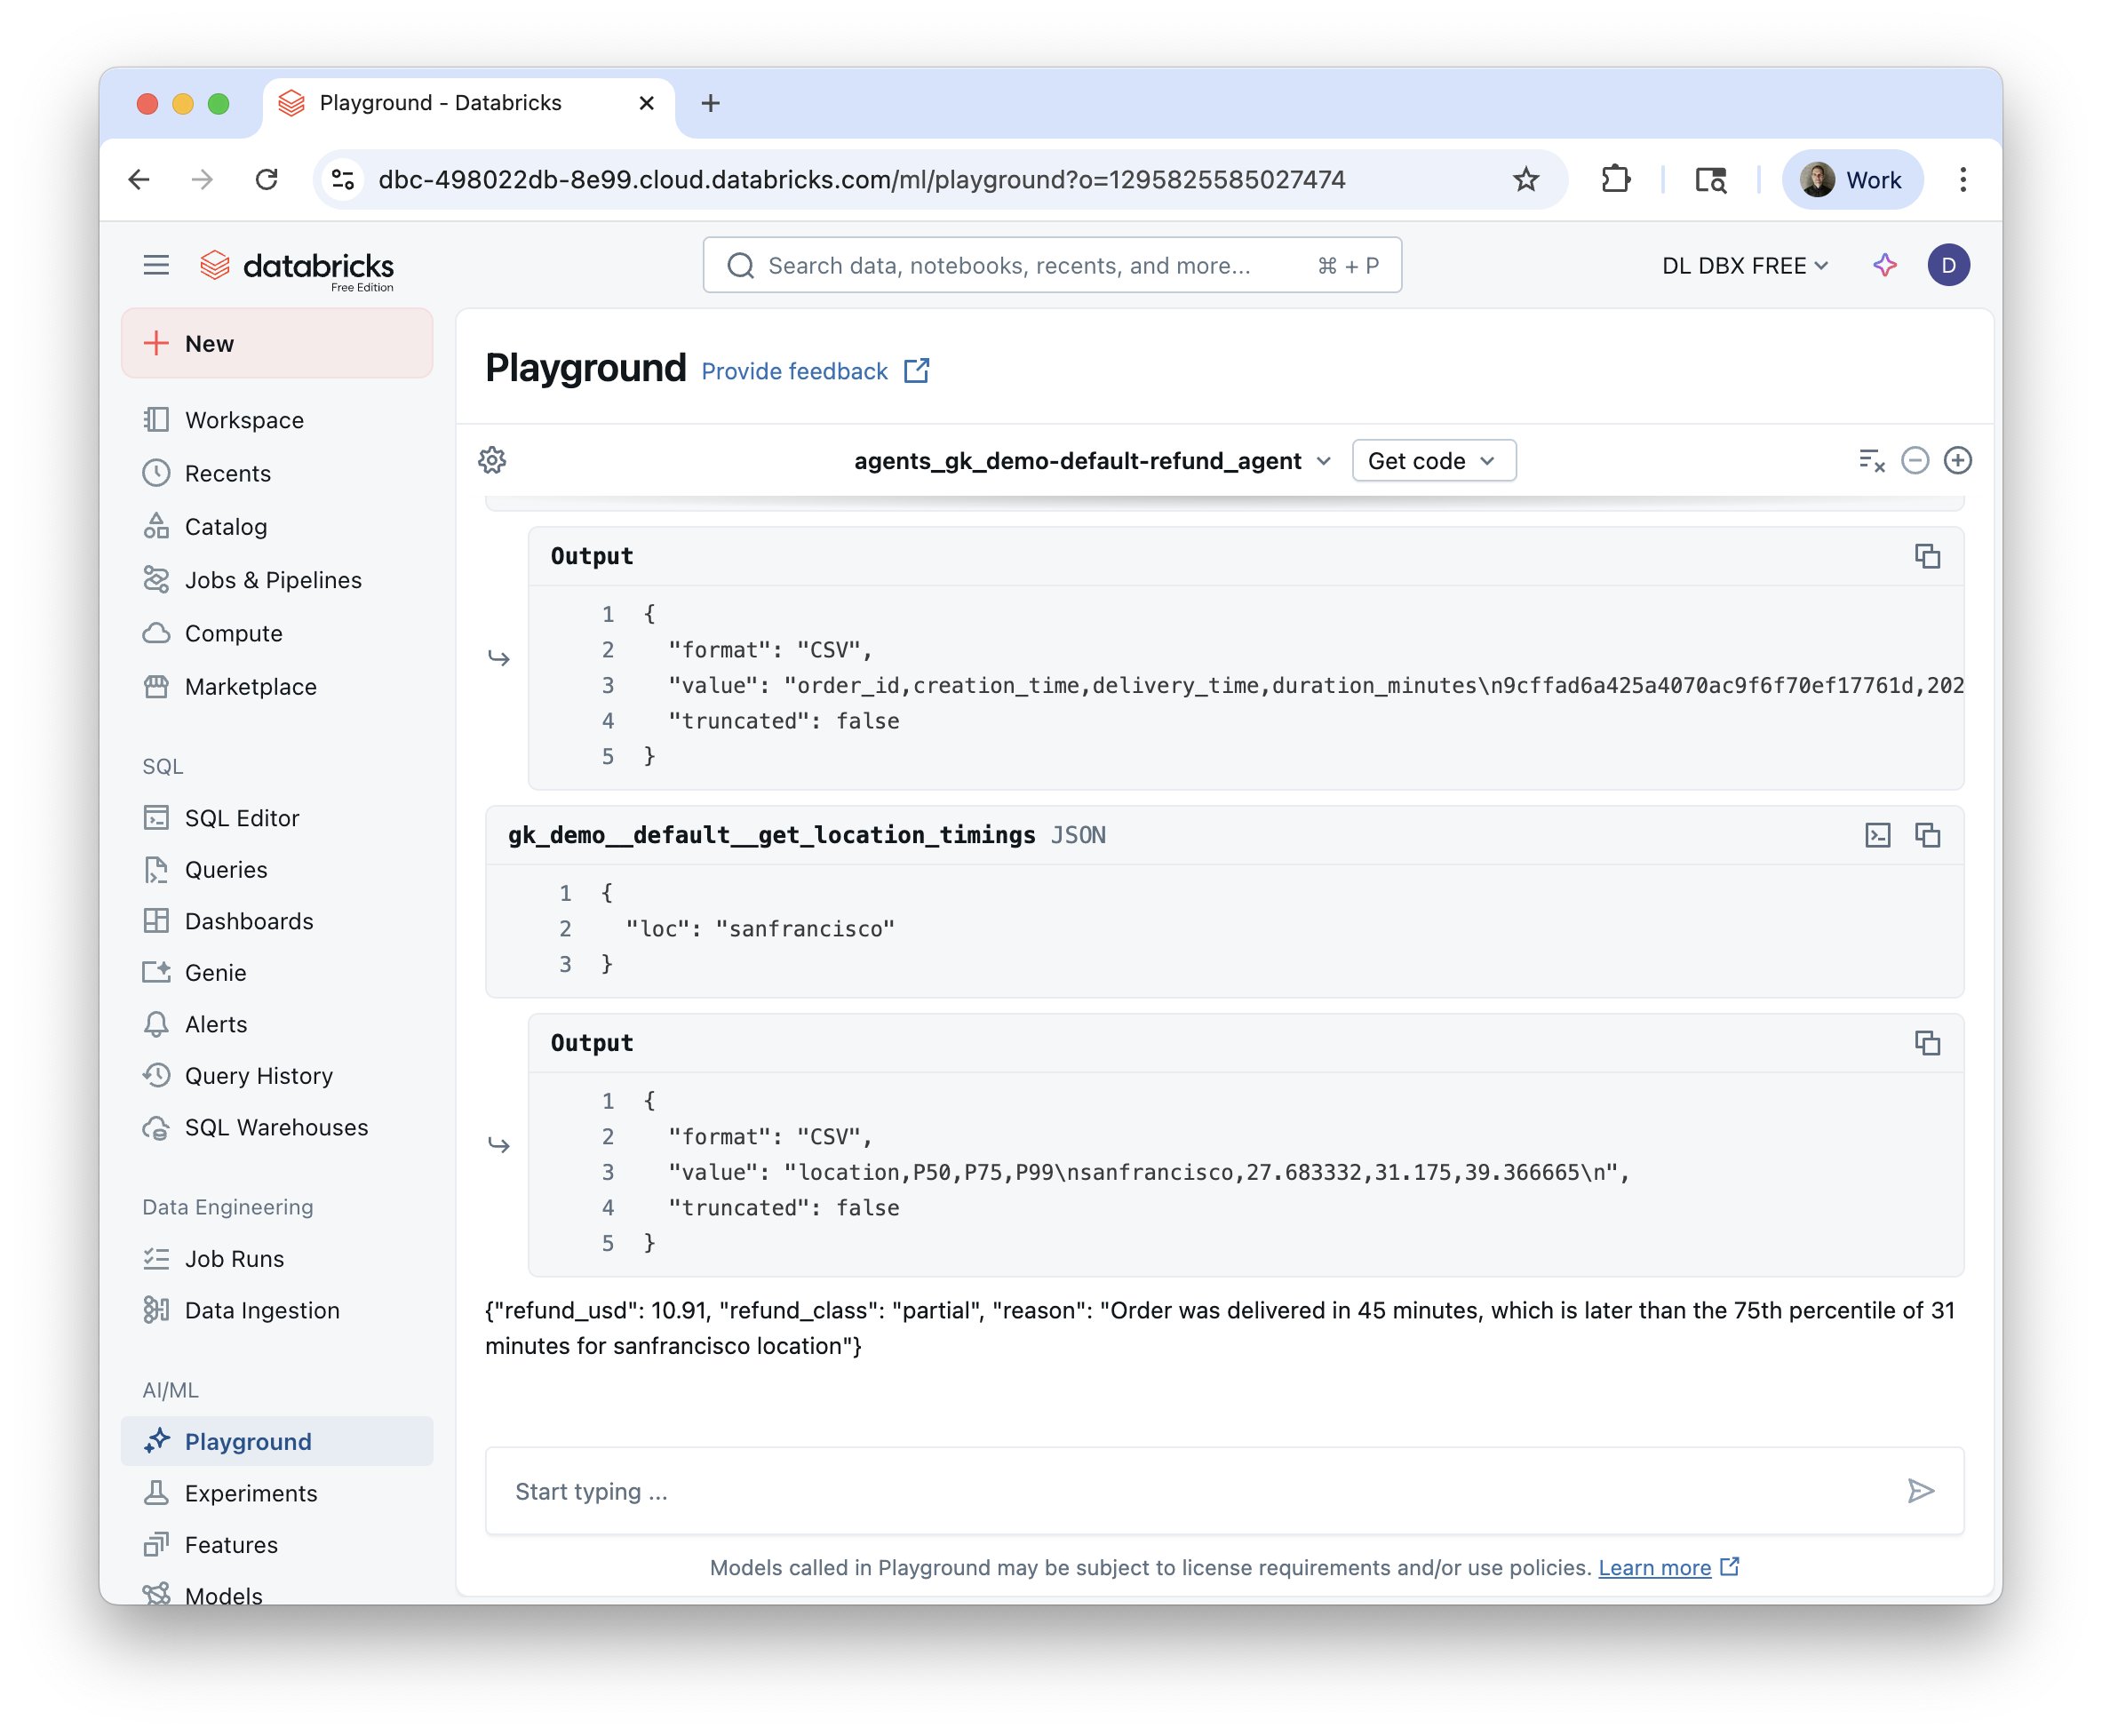 Playground - Databricks
dbc-498022db-8e99.cloud.databricks.com/ml/playground?o=1295825585027474
Work
databricks
Free Edition
Search data, notebooks, recents, and more...
⌘ + P
DL DBX FREE
D
New
Workspace
Recents
Catalog
Jobs & Pipelines
Compute
Marketplace
SQL
SQL Editor
Queries
Dashboards
Genie
Alerts
Query History
SQL Warehouses
Data Engineering
Job Runs
Data Ingestion
AI/ML
Playground
Experiments
Features
Models
Playground Provide feedback
agents_gk_demo-default-refund_agent
Get code
Output
1 {
2 "format": "CSV",
3 "value": "order_id,creation_time,delivery_time,duration_minutes\n9cffad6a425a4070ac9f6f70ef17761d,202
4 "truncated": false
5 }
gk_demo__default__get_location_timings JSON
1 {
2 "loc": "sanfrancisco"
3 }
Output
1 {
2 "format": "CSV",
3 "value": "location,P50,P75,P99\nsanfrancisco,27.683332,31.175,39.366665\n",
4 "truncated": false
5 }
{"refund_usd": 10.91, "refund_class": "partial", "reason": "Order was delivered in 45 minutes, which is later than the 75th percentile of 31
minutes for sanfrancisco location"}
Start typing ...
Models called in Playground may be subject to license requirements and/or use policies. Learn more